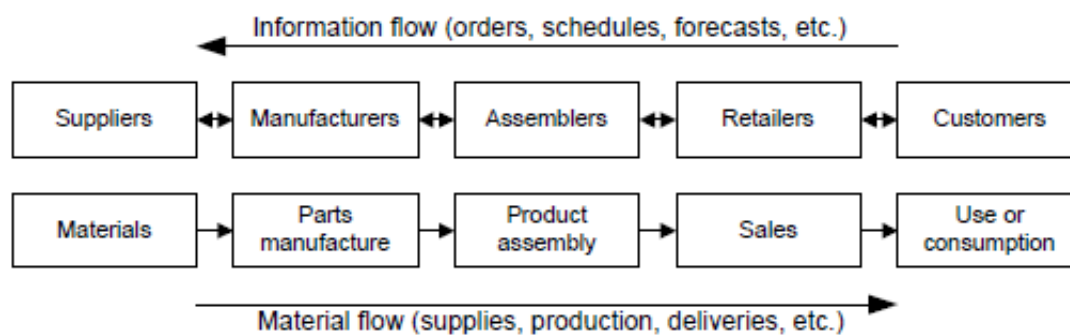 Information flow (orders, schedules, forecasts, etc.)
Suppliers
Manufacturers
Assemblers
Retailers
Customers
Materials
Parts
manufacture
Product
assembly
Sales
Use or
consumption
Material flow (supplies, production, deliveries, etc.)